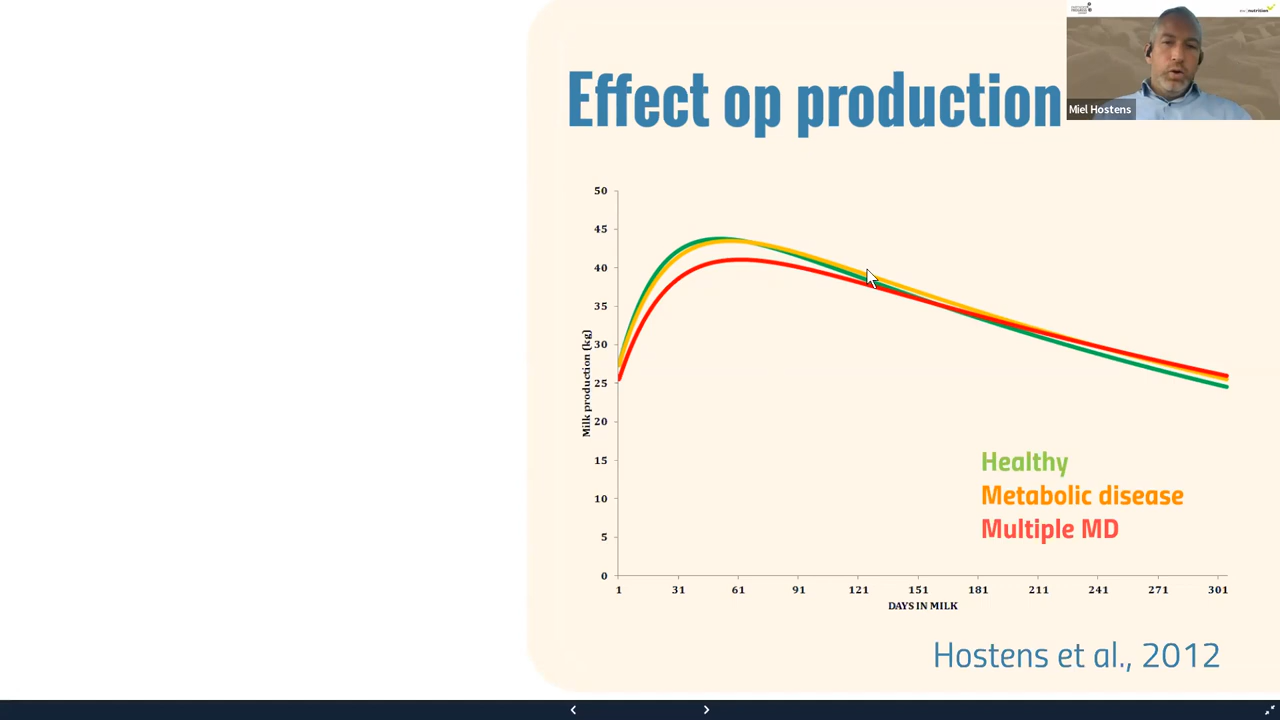 nutrition
Effect op production
Miel Hostens
50
45
40
35
30
25
20
15
10
5
0
Milk production (kg)
Healthy
Metabolic disease
Multiple MD
1 31 61 91 121 151 181 211 241 271 301
DAYS IN MILK
Hostens et al., 2012